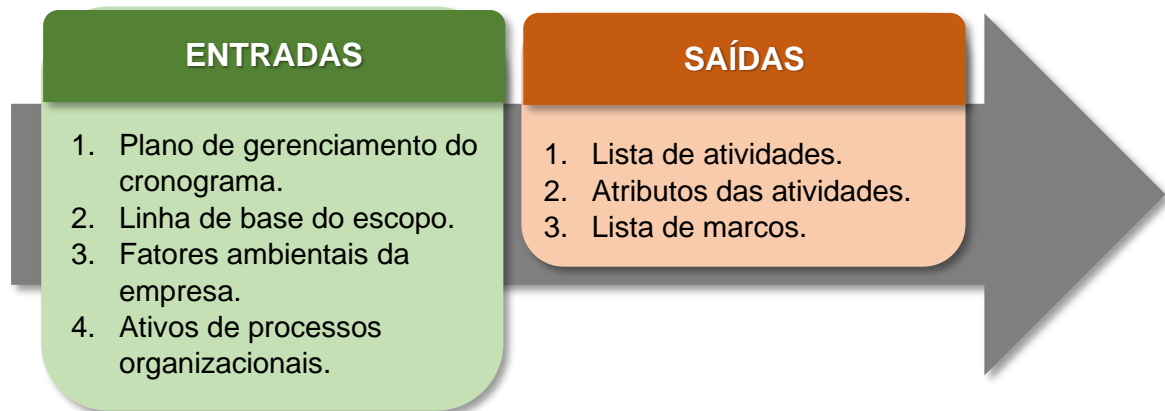 ENTRADAS
1. Plano de gerenciamento do
cronograma.
2. Linha de base do escopo.
3. Fatores ambientais da
empresa.
4. Ativos de processos
organizacionais.
SAÍDAS
1. Lista de atividades.
2. Atributos das atividades.
3. Lista de marcos.